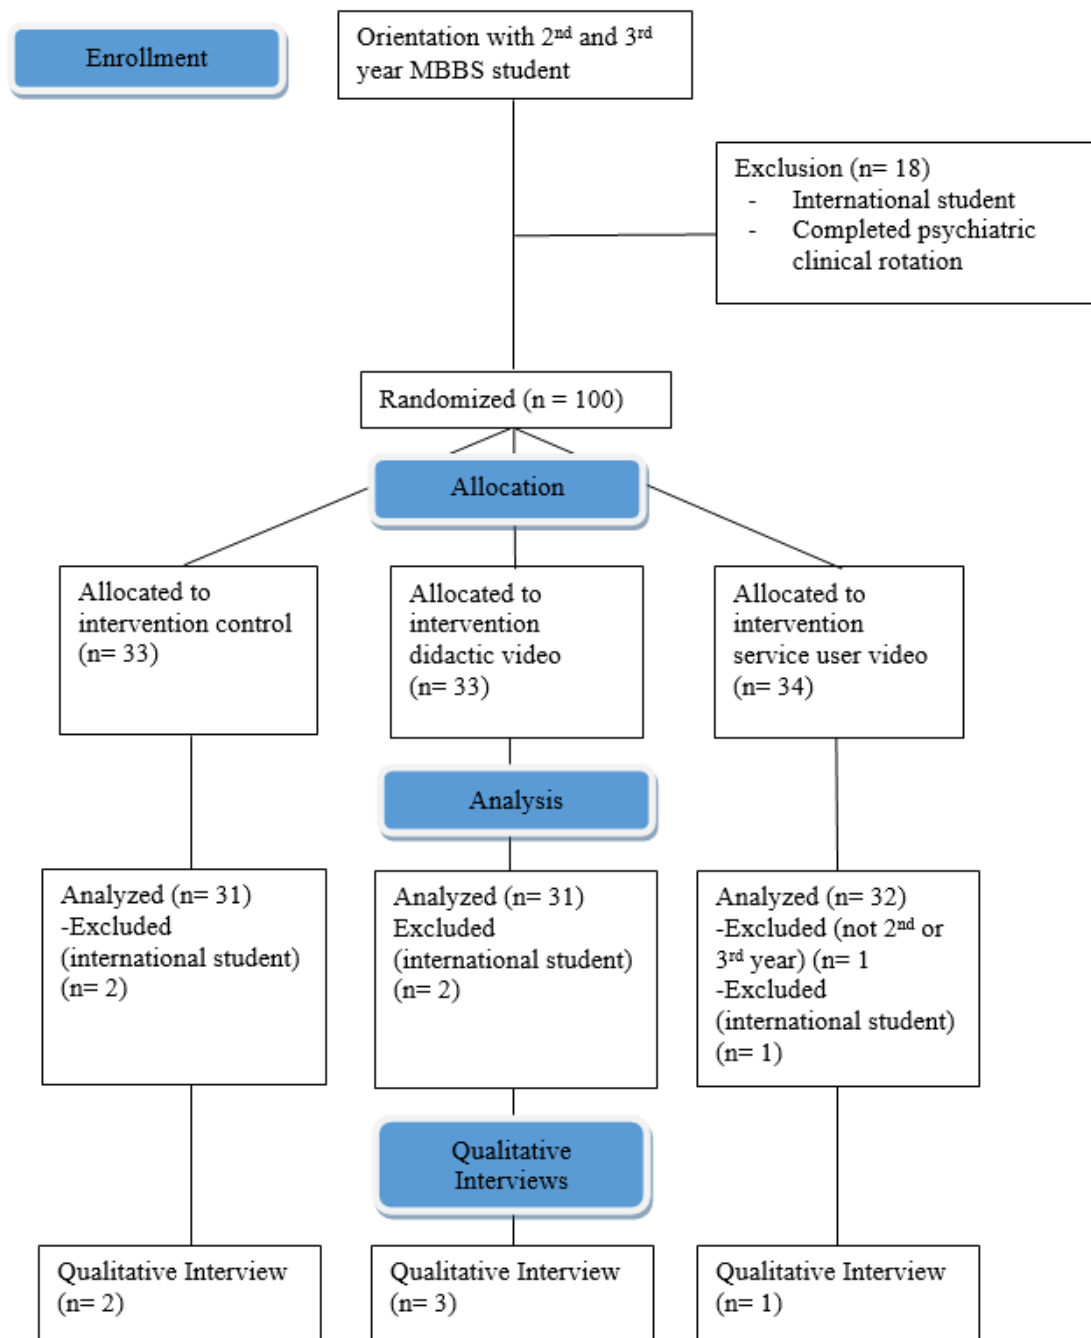 Enrollment
Orientation with 2nd and 3rd
year MBBS student
Exclusion (n= 18)
- International student
- Completed psychiatric
clinical rotation
Randomized (n = 100)
Allocation
Allocated to
intervention control
(n= 33)
Allocated to
intervention
didactic video
(n= 33)
Allocated to
intervention
service user video
(n= 34)
Analysis
Analyzed (n= 31)
-Excluded
(international student)
(n= 2)
Analyzed (n= 31)
Excluded
(international student)
(n= 2)
Analyzed (n= 32)
-Excluded (not 2nd or
3rd year) (n= 1
-Excluded
(international student)
(n= 1)
Qualitative
Interviews
Qualitative Interview
(n= 2)
Qualitative Interview
(n= 3)
Qualitative Interview
(n= 1)